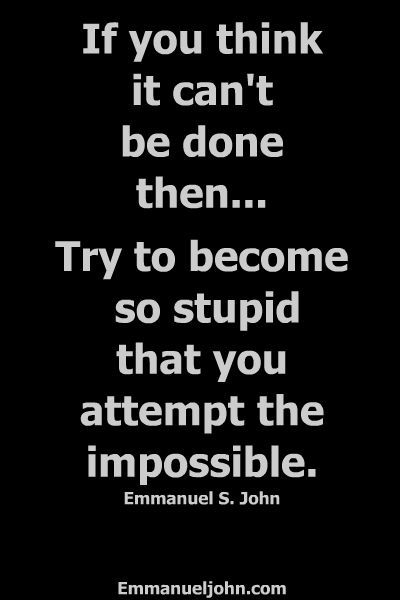 If you think
it can't
be done
then...
Try to become
so stupid
that you
attempt the
impossible.
Emmanuel S. John
Emmanueljohn.com